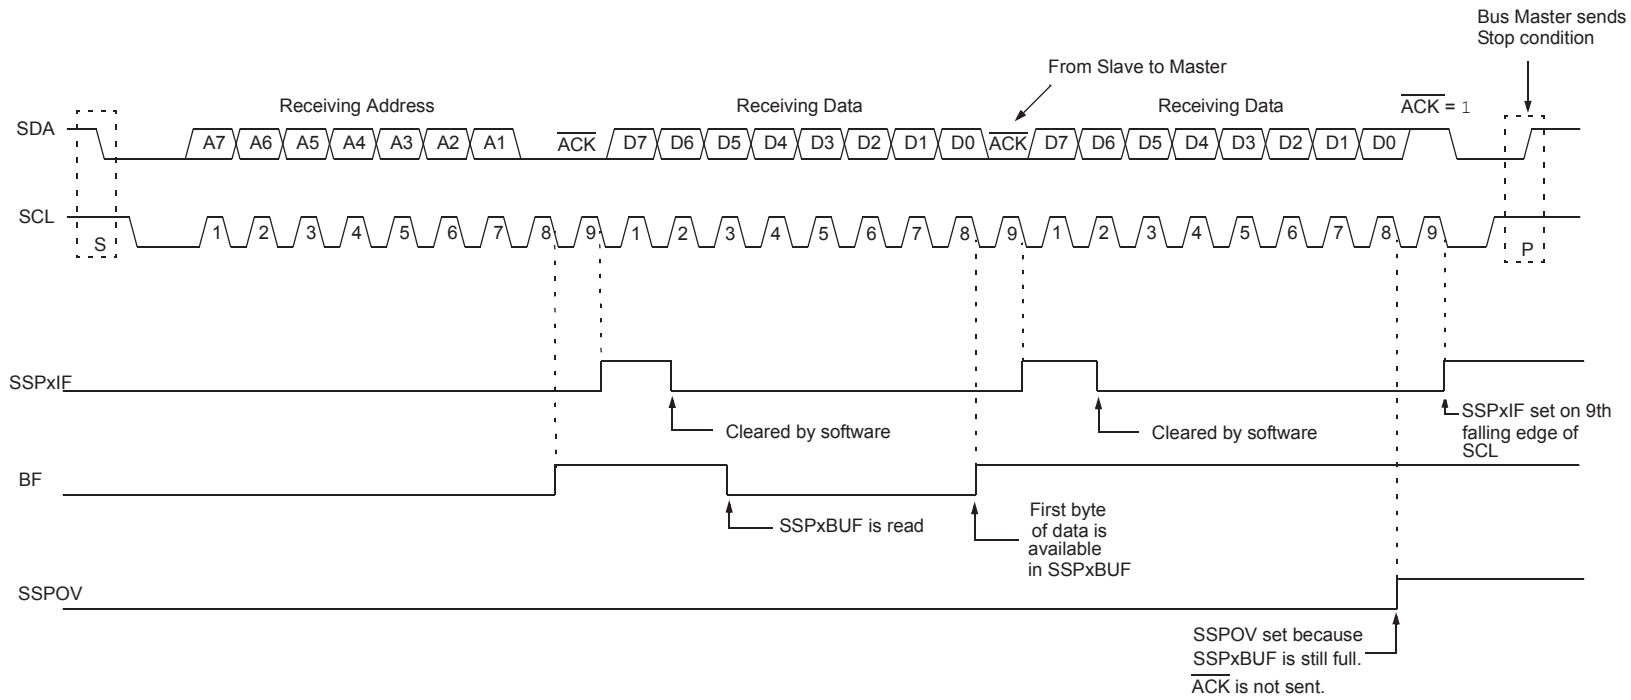 Bus Master sends
Stop condition
From Slave to Master
Receiving Address
Receiving Data
Receiving Data
ACK = 1
SDA
A7 A6 A5 A4 A3 A2 A1 ACK D7 D6 D5 D4 D3 D2 D1 D0 ACK D7 D6 D5 D4 D3 D2 D1 D0
SCL
S
1 2 3 4 5 6 7 8 9 1 2 3 4 5 6 7 8 9 1 2 3 4 5 6 7 8 9
P
SSPxIF
Cleared by software
Cleared by software
SSPxIF set on 9th
falling edge of
SCL
BF
SSPxBUF is read
First byte
of data is
available
in SSPxBUF
SSPOV
SSPOV set because
SSPxBUF is still full.
ACK is not sent.